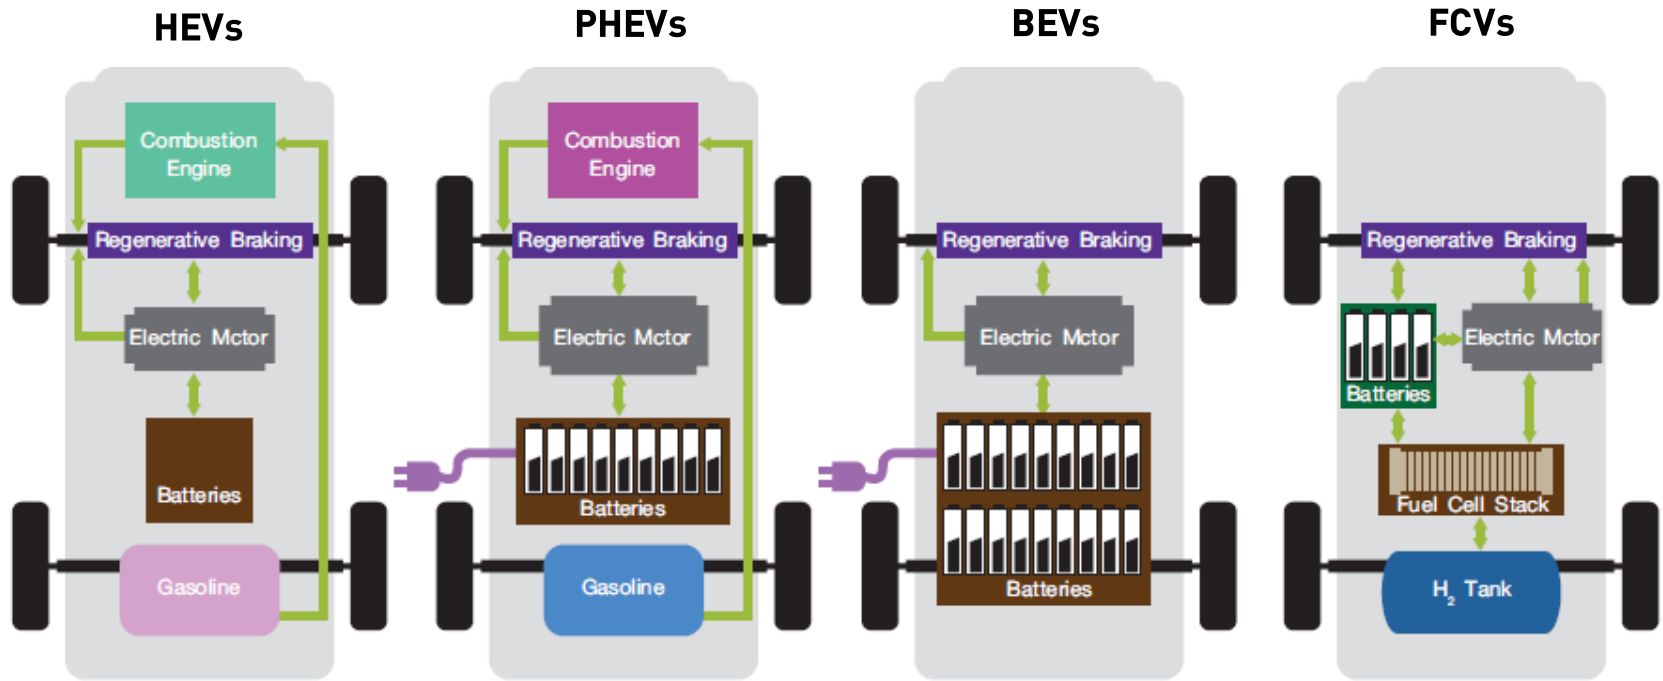 HEVs
Combustion
Engine
Regenerative Braking
Electric Mctor
Batteries
Gasoline
PHEVs
Combustion
Engine
Regenerative Braking
Electric Mctor
Batteries
Gasoline
BEVs
Regenerative Braking
Electric Mctor
Batteries
FCVs
Regenerative Braking
Electric Mctor
Batteries
Fuel Cell Stack
H₂ Tank